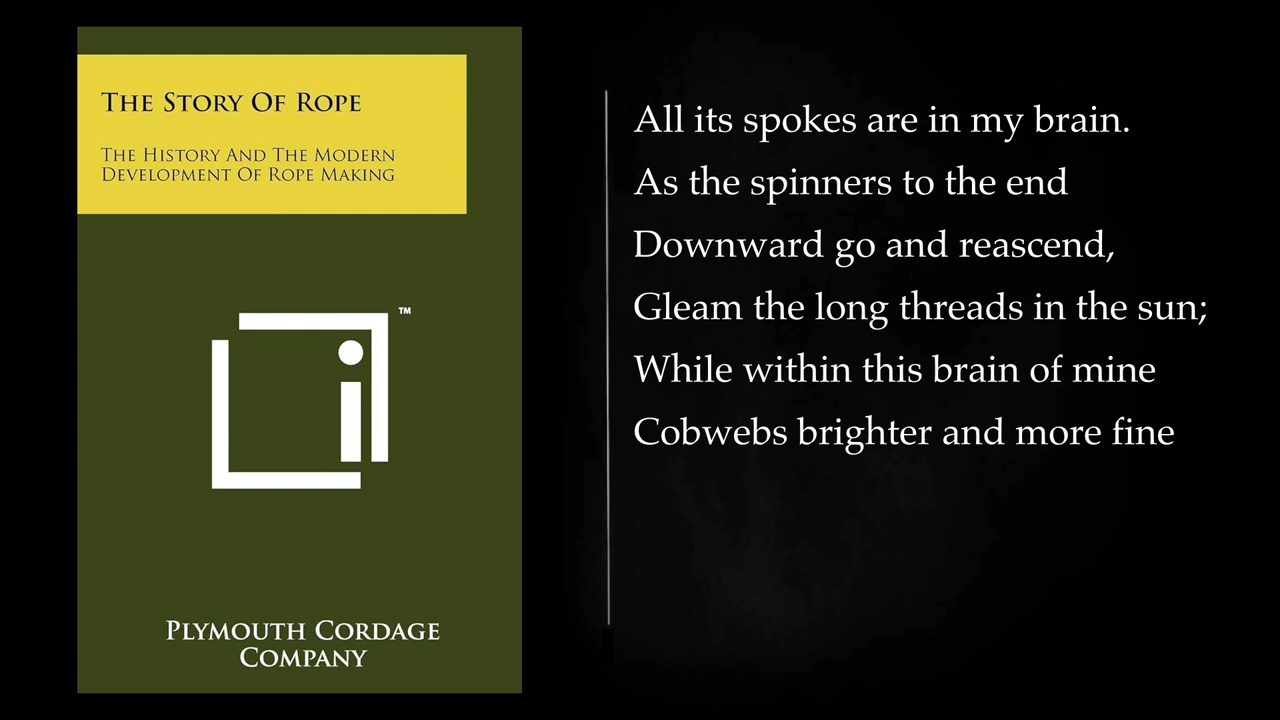 THE STORY OF ROPE
THE HISTORY AND THE MODERN
DEVELOPMENT OF ROPE MAKING
TM
PLYMOUTH CORDAGE
COMPANY
All its spokes are in my brain.
As the spinners to the end
Downward go and reascend,
Gleam the long threads in the sun;
While within this brain of mine
Cobwebs brighter and more fine